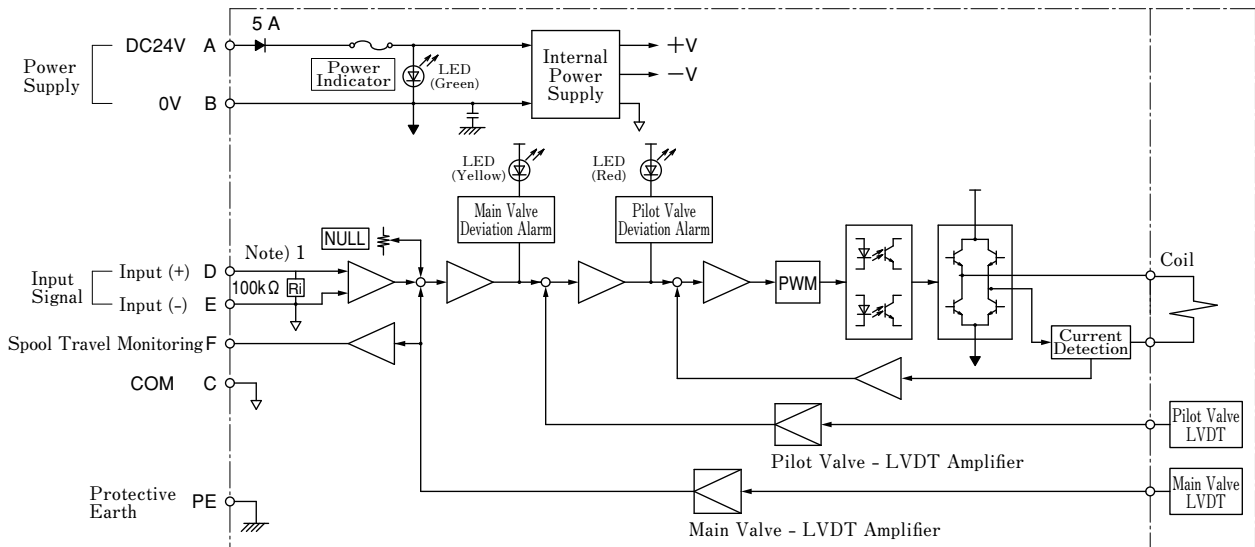 5 A
DC24V A
Power
Supply
0V B
Power
Indicator
LED
(Green)
Internal
Power
Supply
+V
−V
LED
(Yellow)
LED
(Red)
Main Valve
Deviation Alarm
Pilot Valve
Deviation Alarm
NULL
Note) 1
Input
Signal
Input (+) D
100kΩ Ri
Input (-) E
PWM
Coil
Current
Detection
Spool Travel Monitoring F
COM C
Pilot Valve
LVDT
Pilot Valve - LVDT Amplifier
Main Valve
LVDT
Main Valve - LVDT Amplifier
Protective
Earth
PE